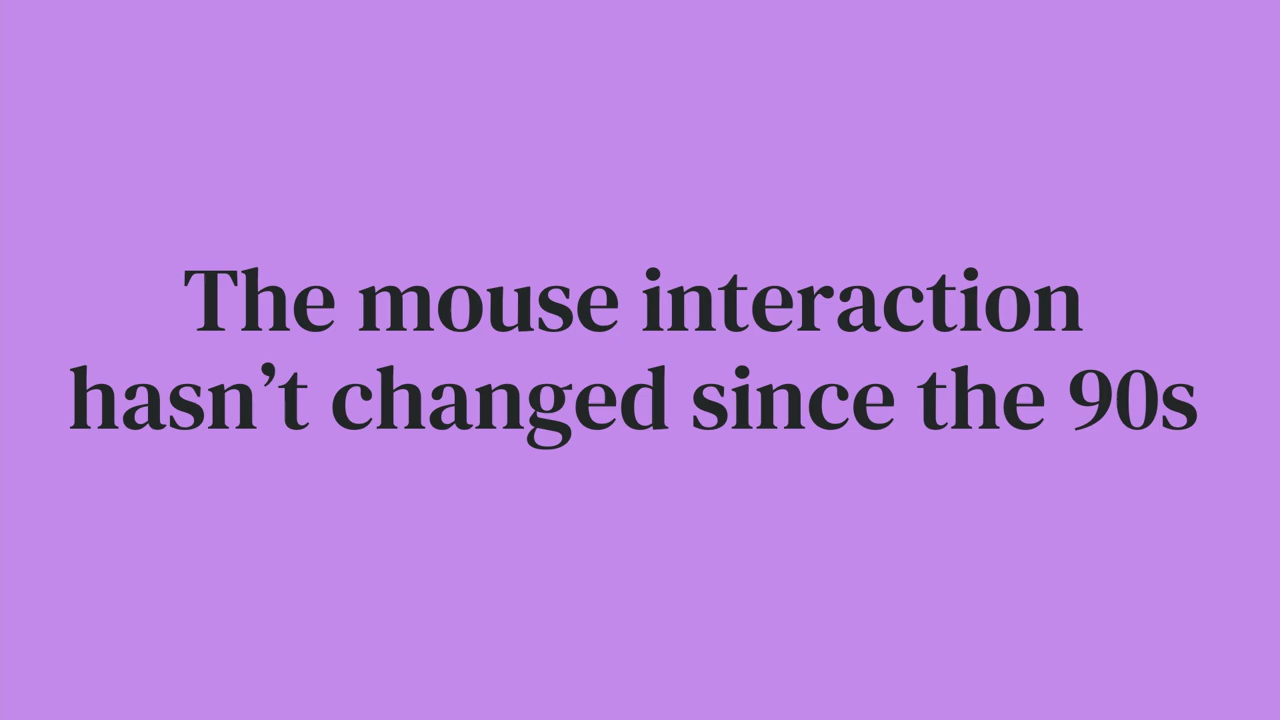 The mouse interaction
hasn’t changed since the 90s